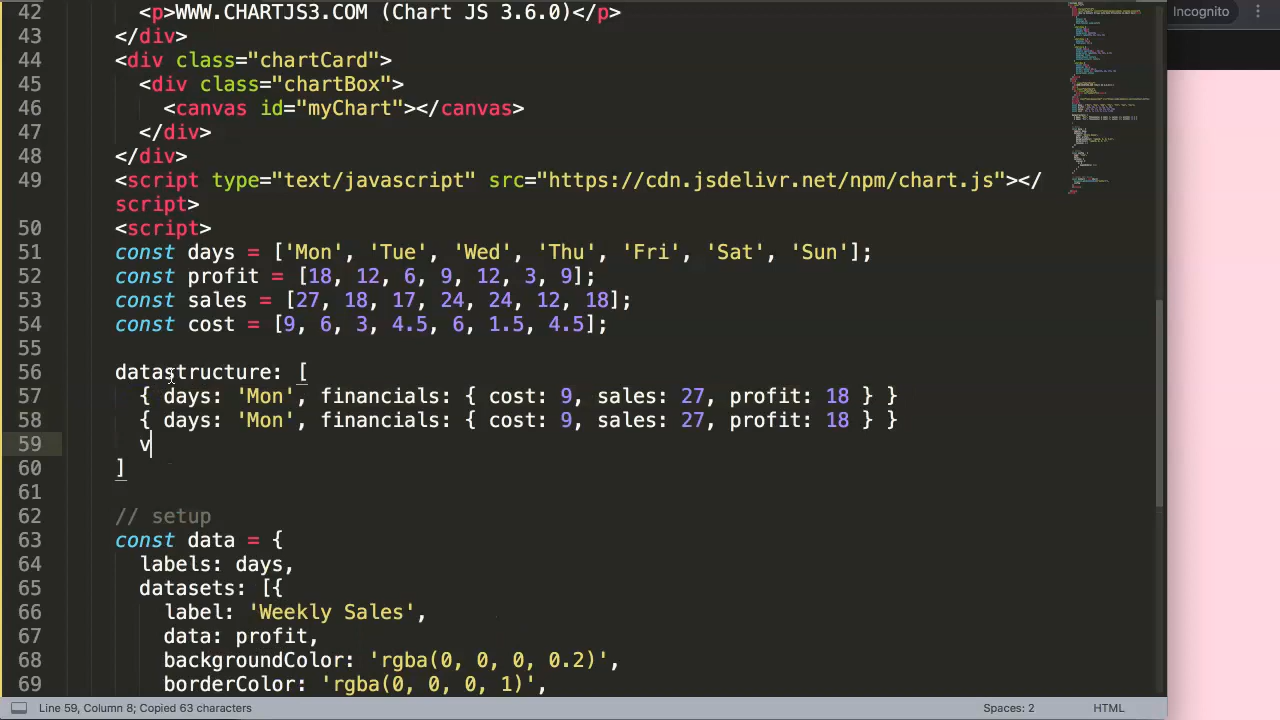 42 <p>WWW.CHARTJS3.COM (Chart JS 3.6.0)</p>
Incognito
43 </div>
44 <div class="chartCard">
45 <div class="chartBox">
46 <canvas id="myChart"></canvas>
47 </div>
48 </div>
49 <script type="text/javascript" src="https://cdn.jsdelivr.net/npm/chart.js"></
script>
50 <script>
51 const days = ['Mon', 'Tue', 'Wed', 'Thu', 'Fri', 'Sat', 'Sun'];
52 const profit = [18, 12, 6, 9, 12, 3, 9];
53 const sales = [27, 18, 17, 24, 24, 12, 18];
54 const cost = [9, 6, 3, 4.5, 6, 1.5, 4.5];
55
56 datastructure: [
57 { days: 'Mon', financials: { cost: 9, sales: 27, profit: 18 } }
58 { days: 'Mon', financials: { cost: 9, sales: 27, profit: 18 } }
59 v
60 ]
61
62 // setup
63 const data = {
64 labels: days,
65 datasets: [{
66 label: 'Weekly Sales',
67 data: profit,
68 backgroundColor: 'rgba(0, 0, 0, 0.2)',
69 borderColor: 'rgba(0, 0, 0, 1)',
Line 59, Column 8; Copied 63 characters
Spaces: 2
HTML